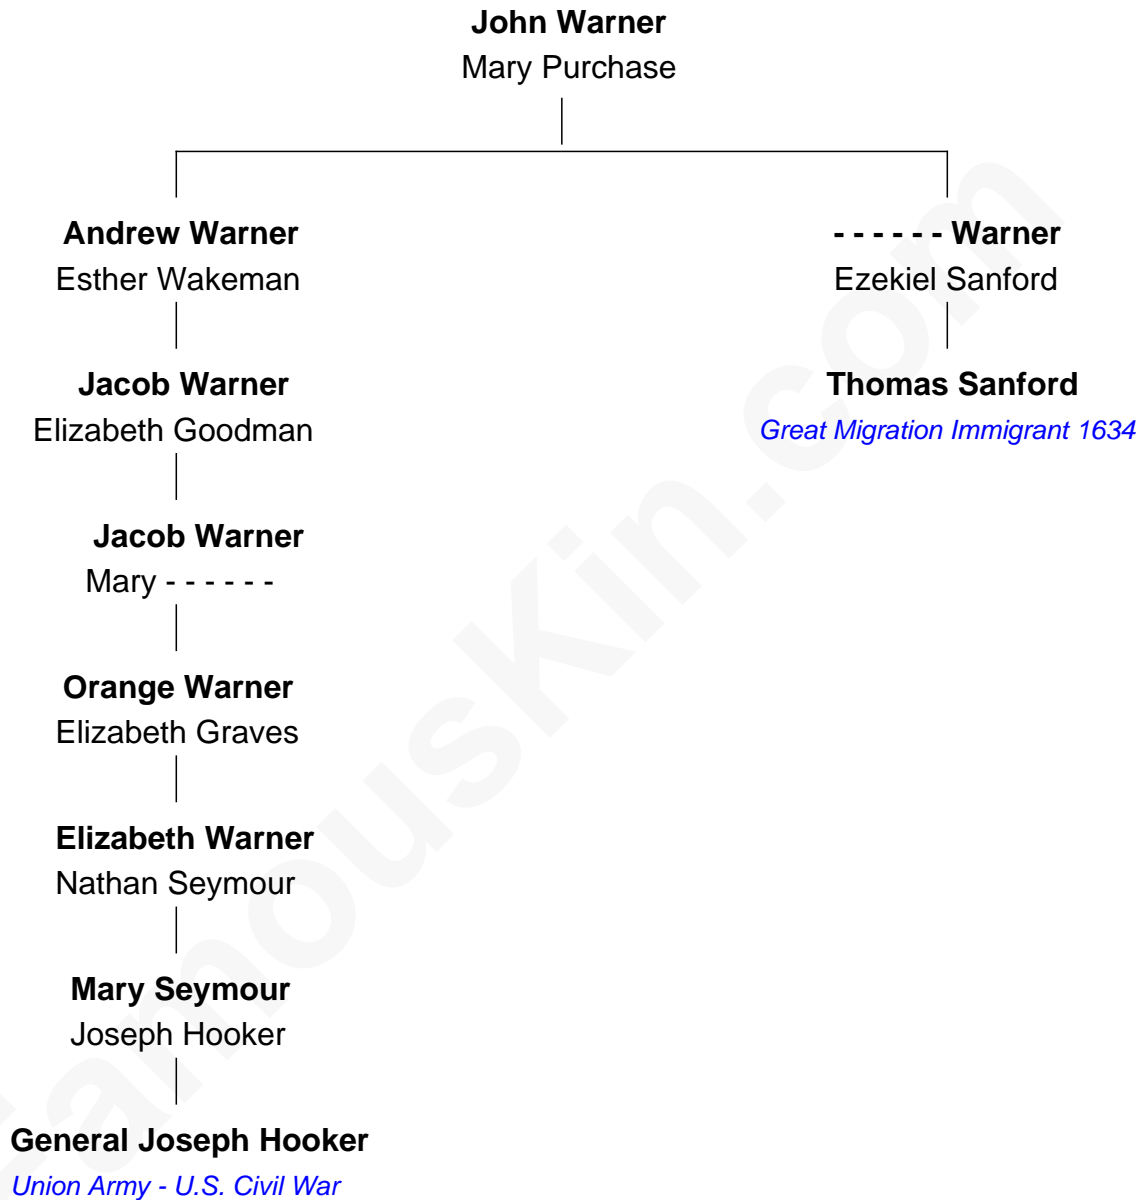 John Warner
Mary Purchase
Andrew Warner
Esther Wakeman
- - - - - - Warner
Ezekiel Sanford
Jacob Warner
Elizabeth Goodman
Thomas Sanford
Great Migration Immigrant 1634
Jacob Warner
Mary - - - - - -
Orange Warner
Elizabeth Graves
Elizabeth Warner
Nathan Seymour
Mary Seymour
Joseph Hooker
General Joseph Hooker
Union Army - U.S. Civil War
FamousKin.com